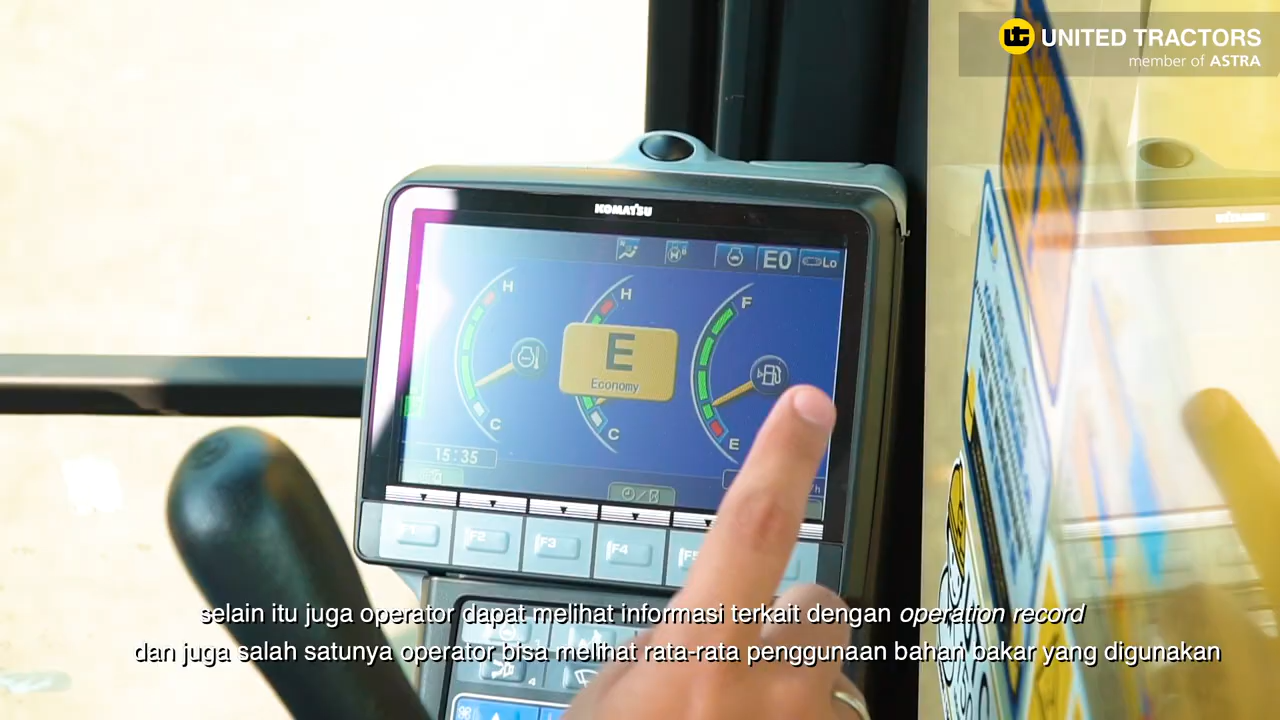 UNITED TRACTORS
member of ASTRA
KOMATSU
E0
Lo
H
H
F
E
Economy
C
C
E
15:35
F1
F2
F3
F4
F5
selain itu juga operator dapat melihat informasi terkait dengan operation record
dan juga salah satunya operator bisa melihat rata-rata penggunaan bahan bakar yang digunakan